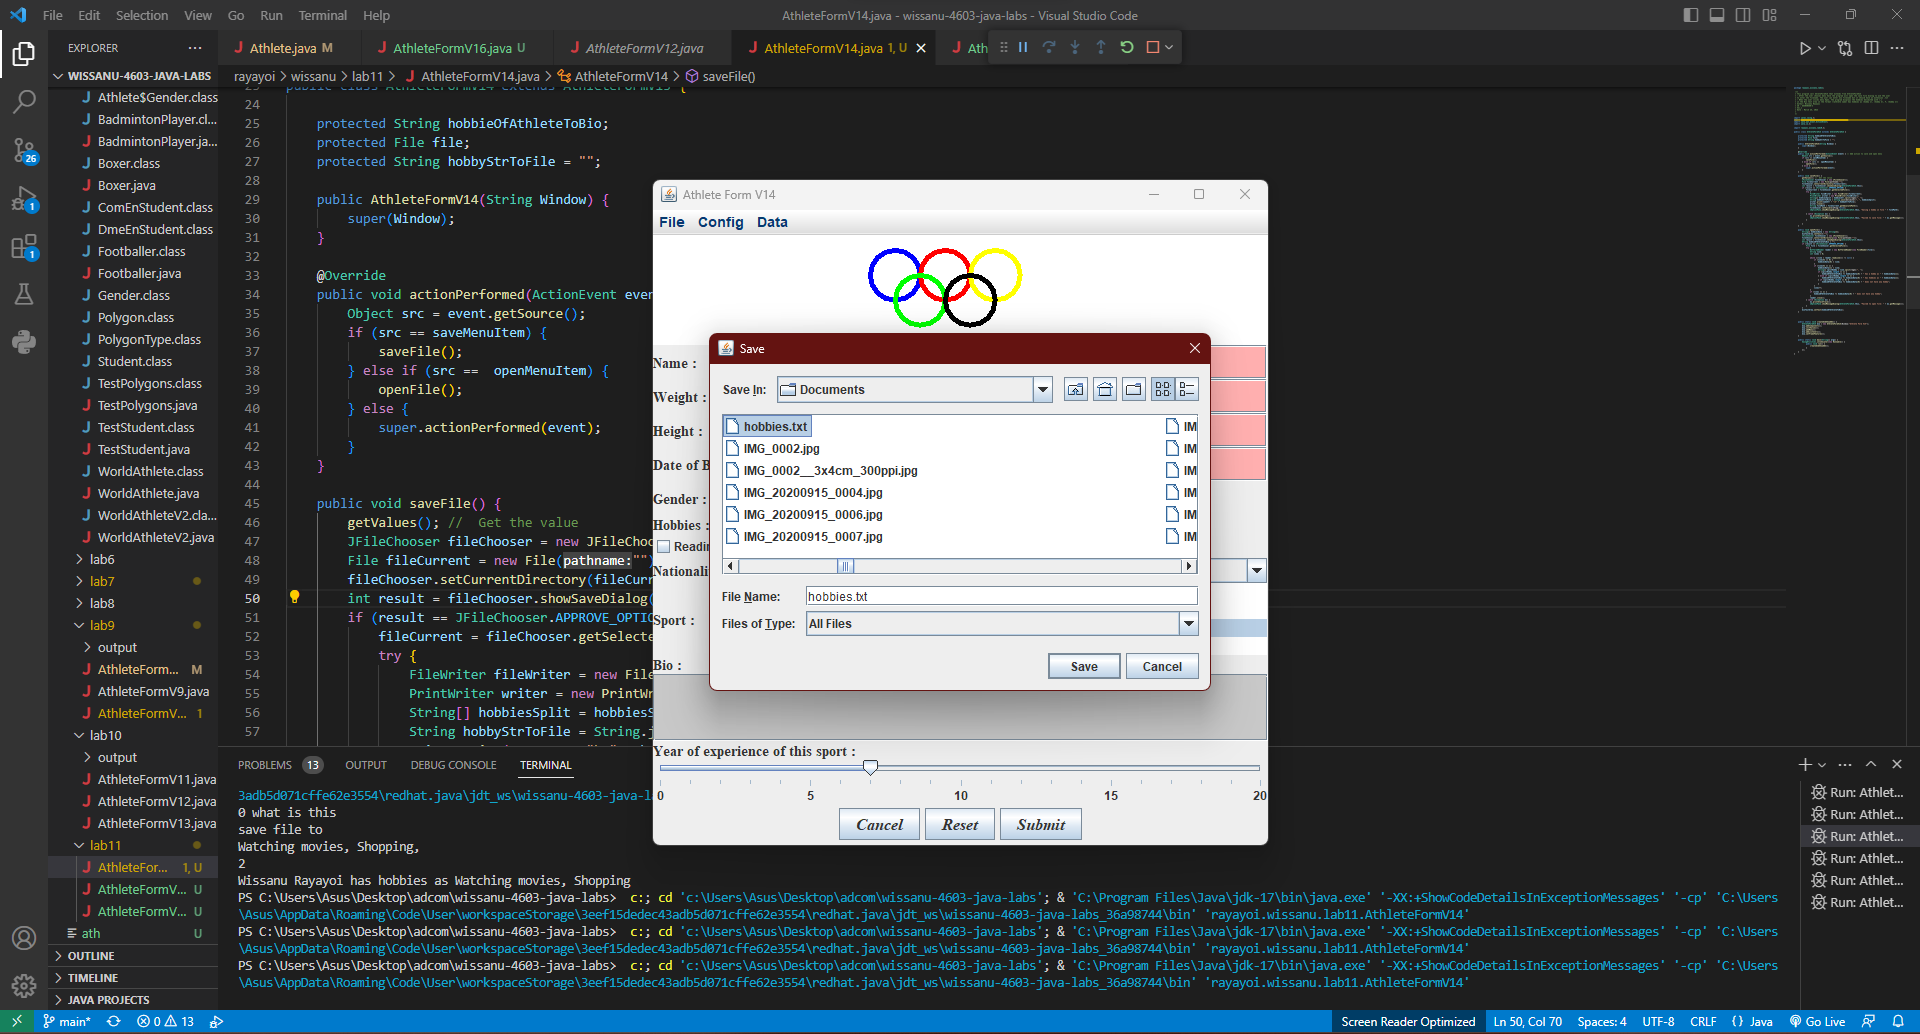 File Edit Selection View Go Run Terminal Help
AthleteFormV14.java - wissanu-4603-java-labs - Visual Studio Code
EXPLORER
Athlete.java M
AthleteFormV16.java U
AthleteFormV12.java
AthleteFormV14.java 1, U
Ath
WISSANU-4603-JAVA-LABS
rayayoi > wissanu > lab11 > AthleteFormV14.java > AthleteFormV14 > saveFile()
Athlete$Gender.class
BadmintonPlayer.cl...
BadmintonPlayer.ja...
Boxer.class
Boxer.java
ComEnStudent.class
DmeEnStudent.class
Footballer.class
Footballer.java
Gender.class
Polygon.class
PolygonType.class
Student.class
TestPolygons.class
TestPolygons.java
TestStudent.class
TestStudent.java
WorldAthlete.class
WorldAthlete.java
WorldAthleteV2.cla...
WorldAthleteV2.java
lab6
lab7
lab8
lab9
output
AthleteForm... M
AthleteFormV9.java
AthleteFormV... 1
lab10
output
AthleteFormV11.java
AthleteFormV12.java
AthleteFormV13.java
lab11
AthleteFor... 1, U
AthleteFormV... U
AthleteFormV... U
ath U
OUTLINE
TIMELINE
JAVA PROJECTS
26
1
1
23 public class AthleteFormV14 extends AthleteFormV13 {
24
25 protected String hobbieOfAthleteToBio;
26 protected File file;
27 protected String hobbyStrToFile = "";
28
29 public AthleteFormV14(String Window) {
30 super(Window);
31 }
32
33 @Override
34 public void actionPerformed(ActionEvent even
35 Object src = event.getSource();
36 if (src == saveMenuItem) {
37 saveFile();
38 } else if (src == openMenuItem) {
39 openFile();
40 } else {
41 super.actionPerformed(event);
42 }
43 }
44
45 public void saveFile() {
46 getValues(); // Get the value
47 JFileChooser fileChooser = new JFileChoo
48 File fileCurrent = new File(pathname:"")
49 fileChooser.setCurrentDirectory(fileCurr
50 int result = fileChooser.showSaveDialog(
51 if (result == JFileChooser.APPROVE_OPTIO
52 fileCurrent = fileChooser.getSelecte
53 try {
54 FileWriter fileWriter = new File
55 PrintWriter writer = new PrintWr
56 String[] hobbiesSplit = hobbiesS
57 String hobbyStrToFile = String.j
Athlete Form V14
File Config Data
Name :
Weight :
Height :
Date of B
Gender :
Hobbies :
Readin
Nationali
Sport :
Bio :
Year of experience of this sport :
0 5 10 15 20
Cancel Reset Submit
Save
Save In: Documents
hobbies.txt
IMG_0002.jpg
IMG_0002__3x4cm_300ppi.jpg
IMG_20200915_0004.jpg
IMG_20200915_0006.jpg
IMG_20200915_0007.jpg
IM
IM
IM
IM
IM
IM
File Name: hobbies.txt
Files of Type: All Files
Save Cancel
PROBLEMS 13 OUTPUT DEBUG CONSOLE TERMINAL
3adb5d071cffe62e3554\redhat.java\jdt_ws\wissanu-4603-java-l
0 what is this
save file to
Watching movies, Shopping,
2
Wissanu Rayayoi has hobbies as Watching movies, Shopping
PS C:\Users\Asus\Desktop\adcom\wissanu-4603-java-labs> c:; cd 'c:\Users\Asus\Desktop\adcom\wissanu-4603-java-labs'; & 'C:\Program Files\Java\jdk-17\bin\java.exe' '-XX:+ShowCodeDetailsInExceptionMessages' '-cp' 'C:\Users
\Asus\AppData\Roaming\Code\User\workspaceStorage\3eef15dedec43adb5d071cffe62e3554\redhat.java\jdt_ws\wissanu-4603-java-labs_36a98744\bin' 'rayayoi.wissanu.lab11.AthleteFormV14'
PS C:\Users\Asus\Desktop\adcom\wissanu-4603-java-labs> c:; cd 'c:\Users\Asus\Desktop\adcom\wissanu-4603-java-labs'; & 'C:\Program Files\Java\jdk-17\bin\java.exe' '-XX:+ShowCodeDetailsInExceptionMessages' '-cp' 'C:\Users
\Asus\AppData\Roaming\Code\User\workspaceStorage\3eef15dedec43adb5d071cffe62e3554\redhat.java\jdt_ws\wissanu-4603-java-labs_36a98744\bin' 'rayayoi.wissanu.lab11.AthleteFormV14'
PS C:\Users\Asus\Desktop\adcom\wissanu-4603-java-labs> c:; cd 'c:\Users\Asus\Desktop\adcom\wissanu-4603-java-labs'; & 'C:\Program Files\Java\jdk-17\bin\java.exe' '-XX:+ShowCodeDetailsInExceptionMessages' '-cp' 'C:\Users
\Asus\AppData\Roaming\Code\User\workspaceStorage\3eef15dedec43adb5d071cffe62e3554\redhat.java\jdt_ws\wissanu-4603-java-labs_36a98744\bin' 'rayayoi.wissanu.lab11.AthleteFormV14'
Run: Athlet...
Run: Athlet...
Run: Athlet...
Run: Athlet...
Run: Athlet...
Run: Athlet...
main* 0 13
Screen Reader Optimized Ln 50, Col 70 Spaces: 4 UTF-8 CRLF { } Java Go Live